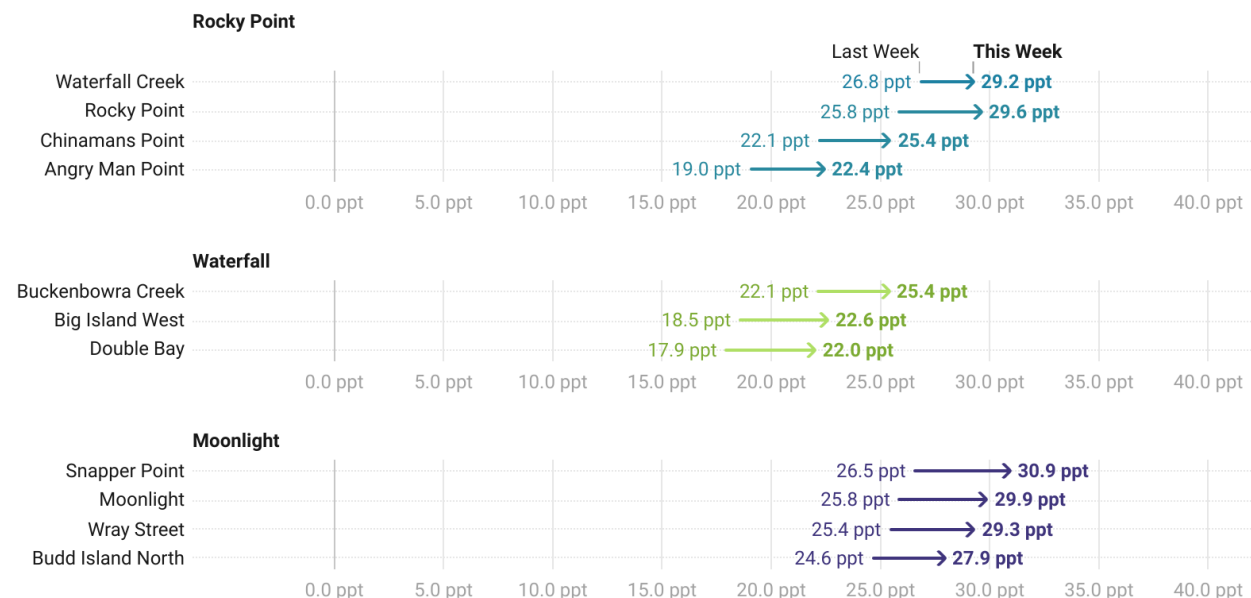 Rocky Point
Last Week This Week
Waterfall Creek 26.8 ppt 29.2 ppt
Rocky Point 25.8 ppt 29.6 ppt
Chinamans Point 22.1 ppt 25.4 ppt
Angry Man Point 19.0 ppt 22.4 ppt
0.0 ppt 5.0 ppt 10.0 ppt 15.0 ppt 20.0 ppt 25.0 ppt 30.0 ppt 35.0 ppt 40.0 ppt
Waterfall
Buckenbowra Creek 22.1 ppt 25.4 ppt
Big Island West 18.5 ppt 22.6 ppt
Double Bay 17.9 ppt 22.0 ppt
0.0 ppt 5.0 ppt 10.0 ppt 15.0 ppt 20.0 ppt 25.0 ppt 30.0 ppt 35.0 ppt 40.0 ppt
Moonlight
Snapper Point 26.5 ppt 30.9 ppt
Moonlight 25.8 ppt 29.9 ppt
Wray Street 25.4 ppt 29.3 ppt
Budd Island North 24.6 ppt 27.9 ppt
0.0 ppt 5.0 ppt 10.0 ppt 15.0 ppt 20.0 ppt 25.0 ppt 30.0 ppt 35.0 ppt 40.0 ppt